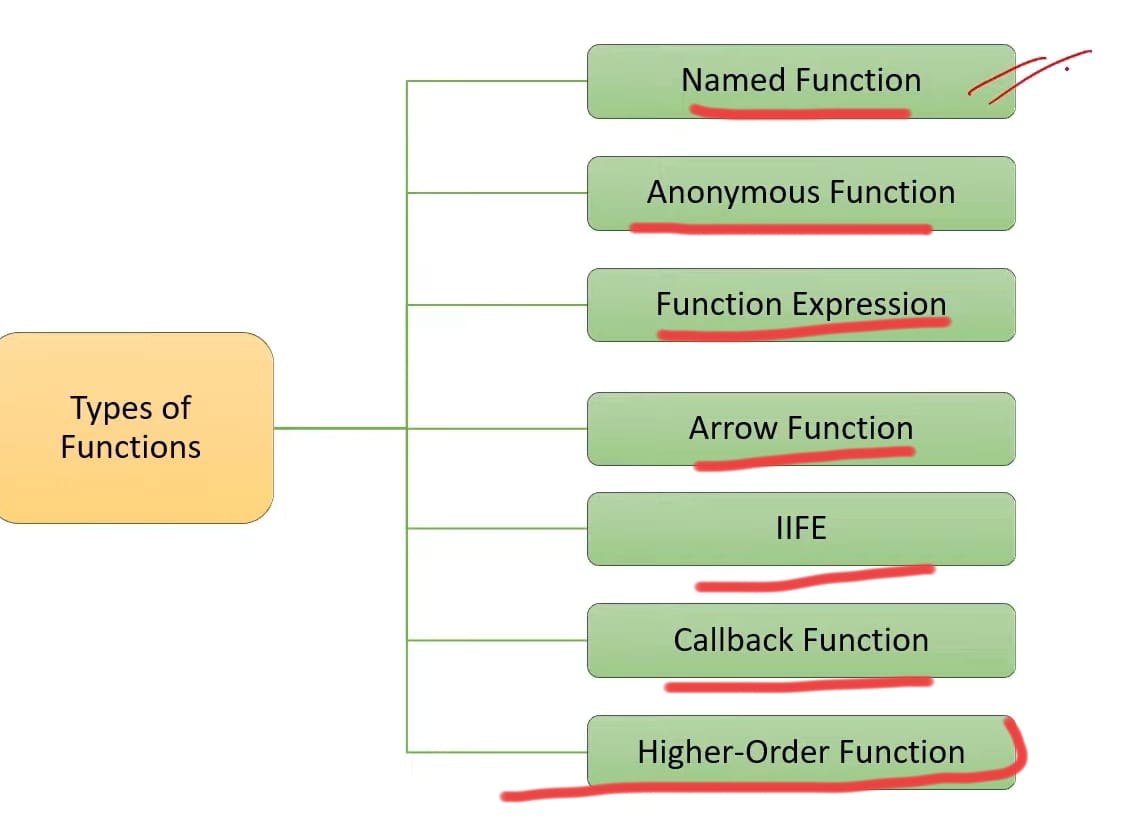 Types of
Functions
Named Function
Anonymous Function
Function Expression
Arrow Function
IIFE
Callback Function
Higher-Order Function